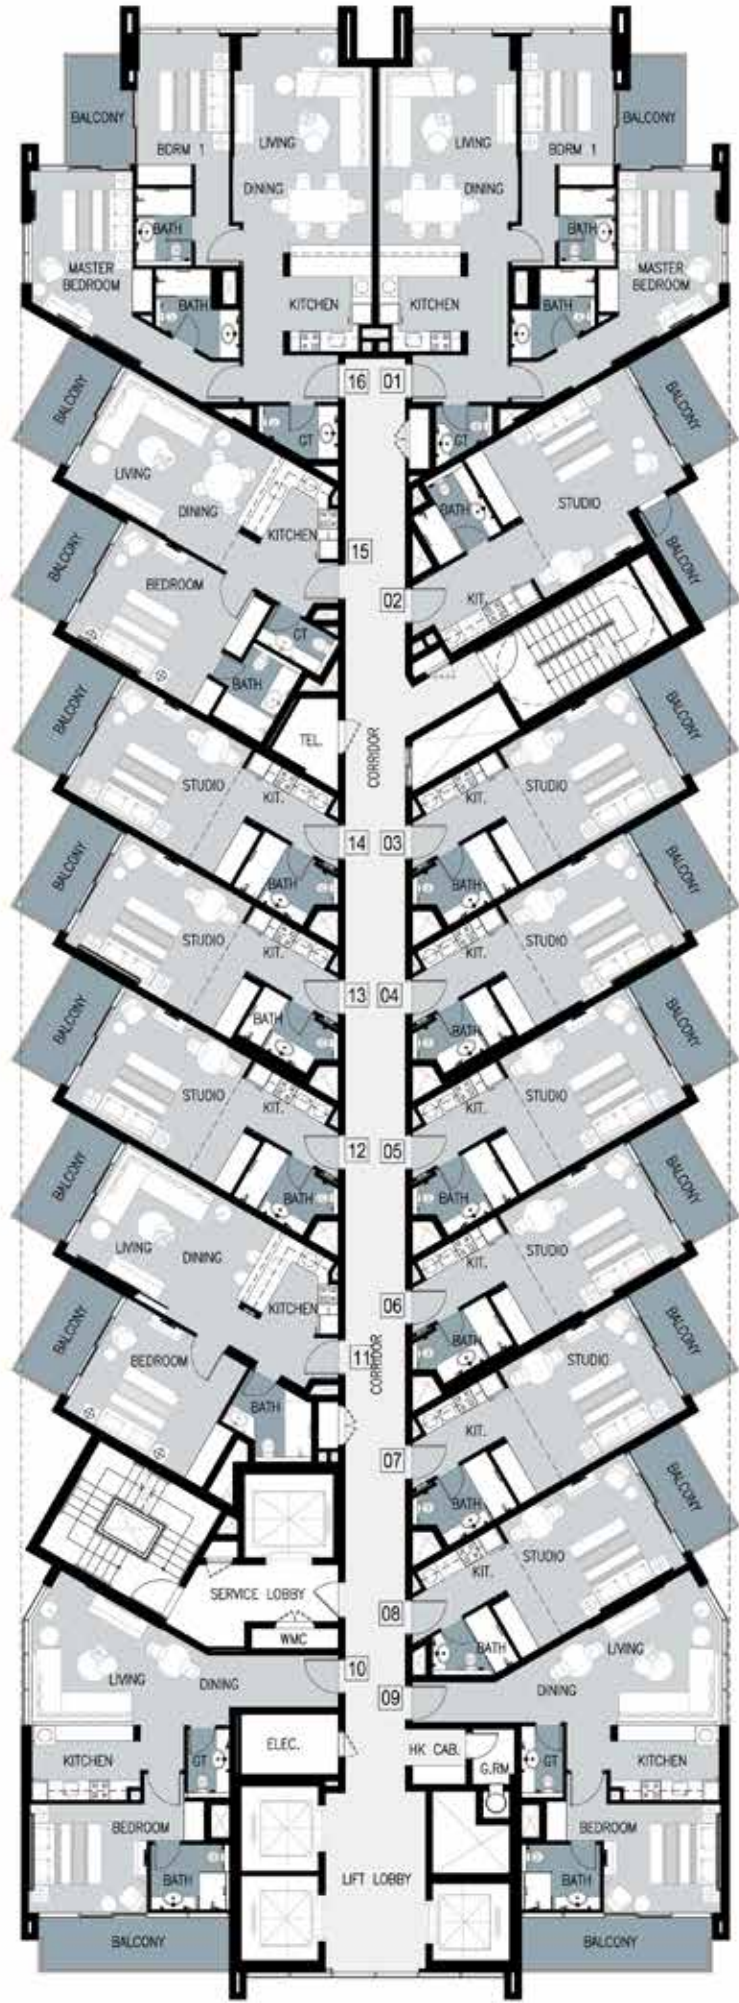 BALCONY
BDRM 1
LIVING
LIVING
BDRM 1
BALCONY
DINING
DINING
BATH
BATH
MASTER
BEDROOM
MASTER
BEDROOM
BATH
KITCHEN
KITCHEN
BATH
16
01
BALCONY
BALCONY
GT
GT
LIVING
DINING
BATH
STUDIO
KITCHEN
15
BALCONY
BALCONY
BEDROOM
02
KIT.
GT
BATH
BALCONY
BALCONY
TEL.
CORRIDOR
STUDIO
KIT.
KIT.
STUDIO
14
03
BALCONY
BALCONY
BATH
BATH
STUDIO
KIT.
KIT.
STUDIO
13
04
BALCONY
BALCONY
BATH
BATH
STUDIO
KIT.
KIT.
STUDIO
12
05
BALCONY
BALCONY
BATH
BATH
LIVING
DINING
KIT.
STUDIO
KITCHEN
06
BALCONY
BALCONY
BEDROOM
11
CORRIDOR
BATH
STUDIO
BATH
KIT.
07
BALCONY
BATH
STUDIO
KIT.
SERVICE LOBBY
08
WMC
BATH
LIVING
LIVING
DINING
10
DINING
09
ELEC.
HK CAB.
G.RM
KITCHEN
GT
GT
KITCHEN
BEDROOM
BEDROOM
BATH
LIFT LOBBY
BATH
BALCONY
BALCONY